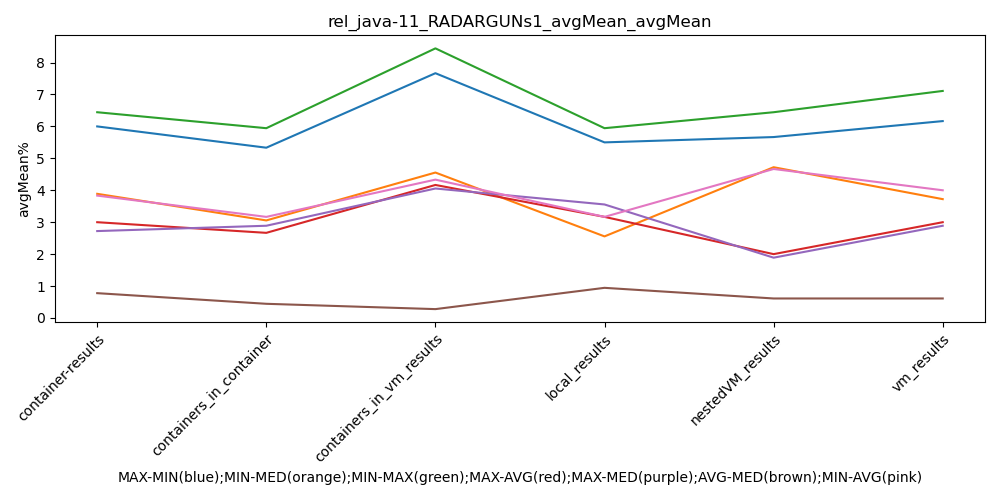 rel_java-11_RADARGUNs1_avgMean_avgMean
avgMean%
8
7
6
5
4
3
2
1
0
container-results
containers_in_container
containers_in_vm_results
local_results
nestedVM_results
vm_results
MAX-MIN(blue);MIN-MED(orange);MIN-MAX(green);MAX-AVG(red);MAX-MED(purple);AVG-MED(brown);MIN-AVG(pink)